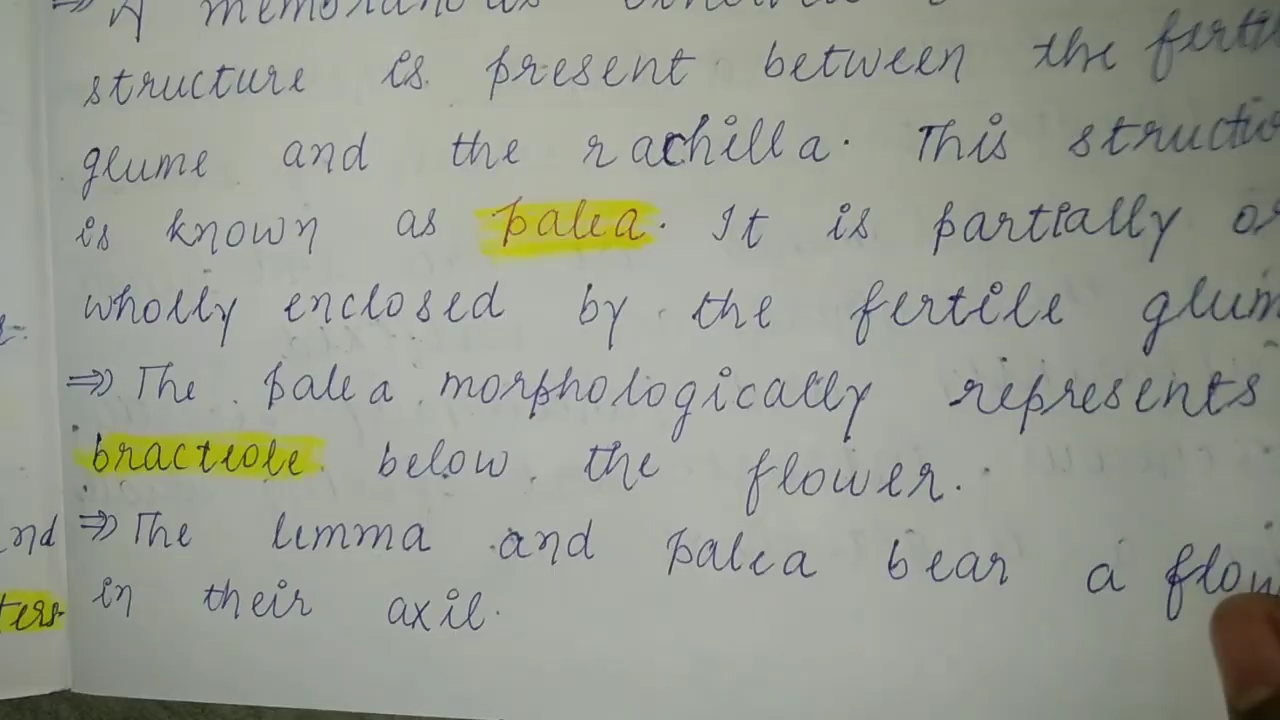 ⇒ A
structure is present between the
glume and the rachilla. This
is known as palea. It is partially
wholly enclosed by the fertile
⇒ The palea morphologically represents
bracteole below the flower.
⇒ The lemma and palea bear a
in their axil.